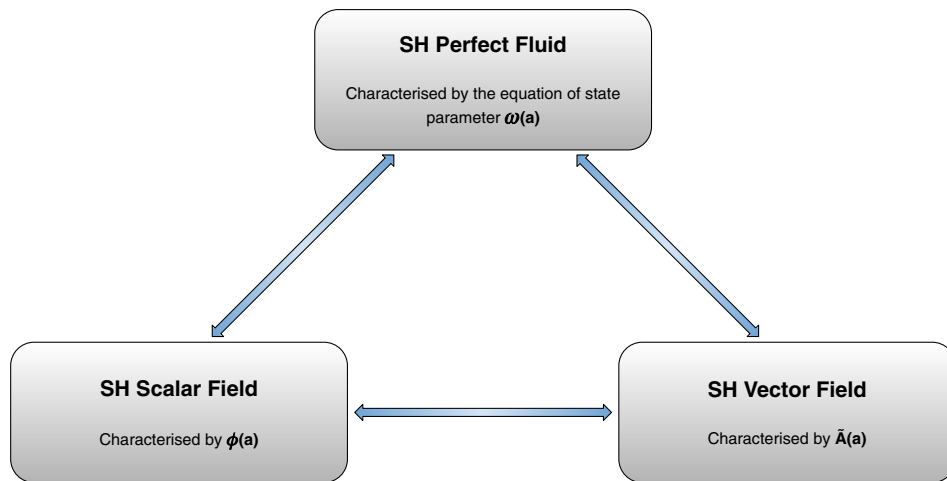 SH Perfect Fluid
Characterised by the equation of state
parameter ω(a)
SH Scalar Field
Characterised by ϕ(a)
SH Vector Field
Characterised by Ã(a)